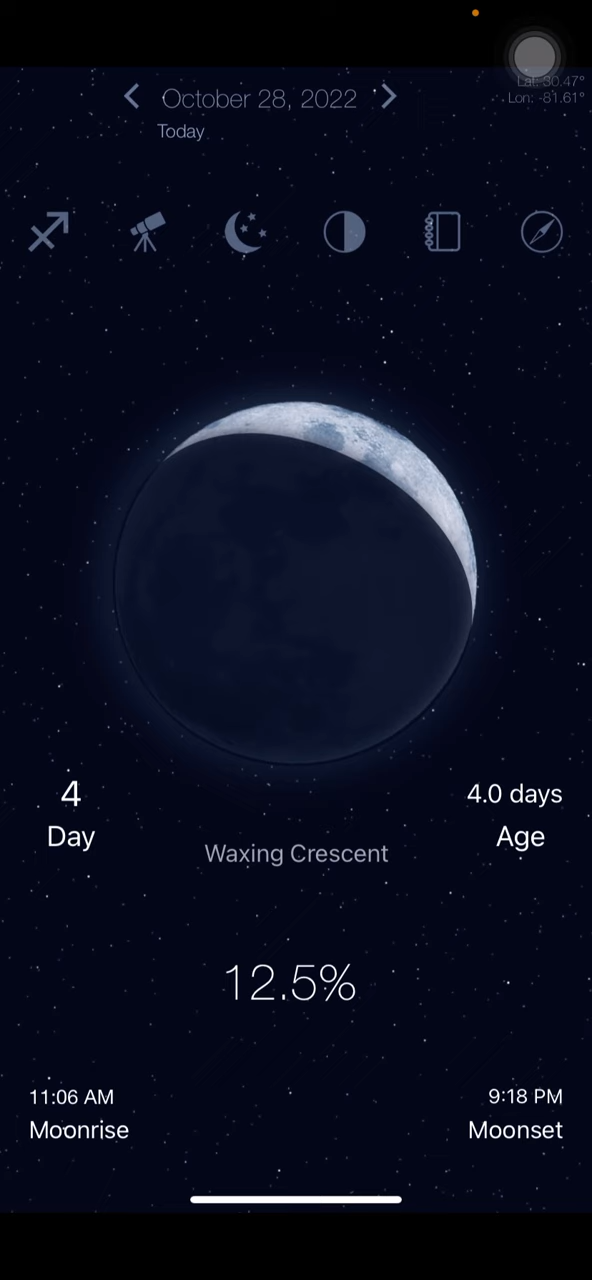 Lat: 30.47°
October 28, 2022
Lon: -81.61°
Today
4
4.0 days
Day
Age
Waxing Crescent
12.5%
11:06 AM
9:18 PM
Moonrise
Moonset